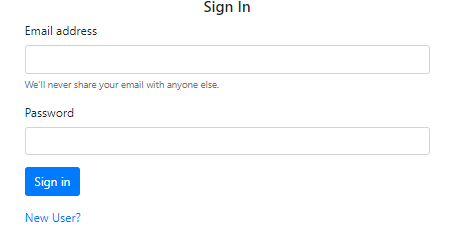 Sign In
Email address
We'll never share your email with anyone else.
Password
Sign in
New User?